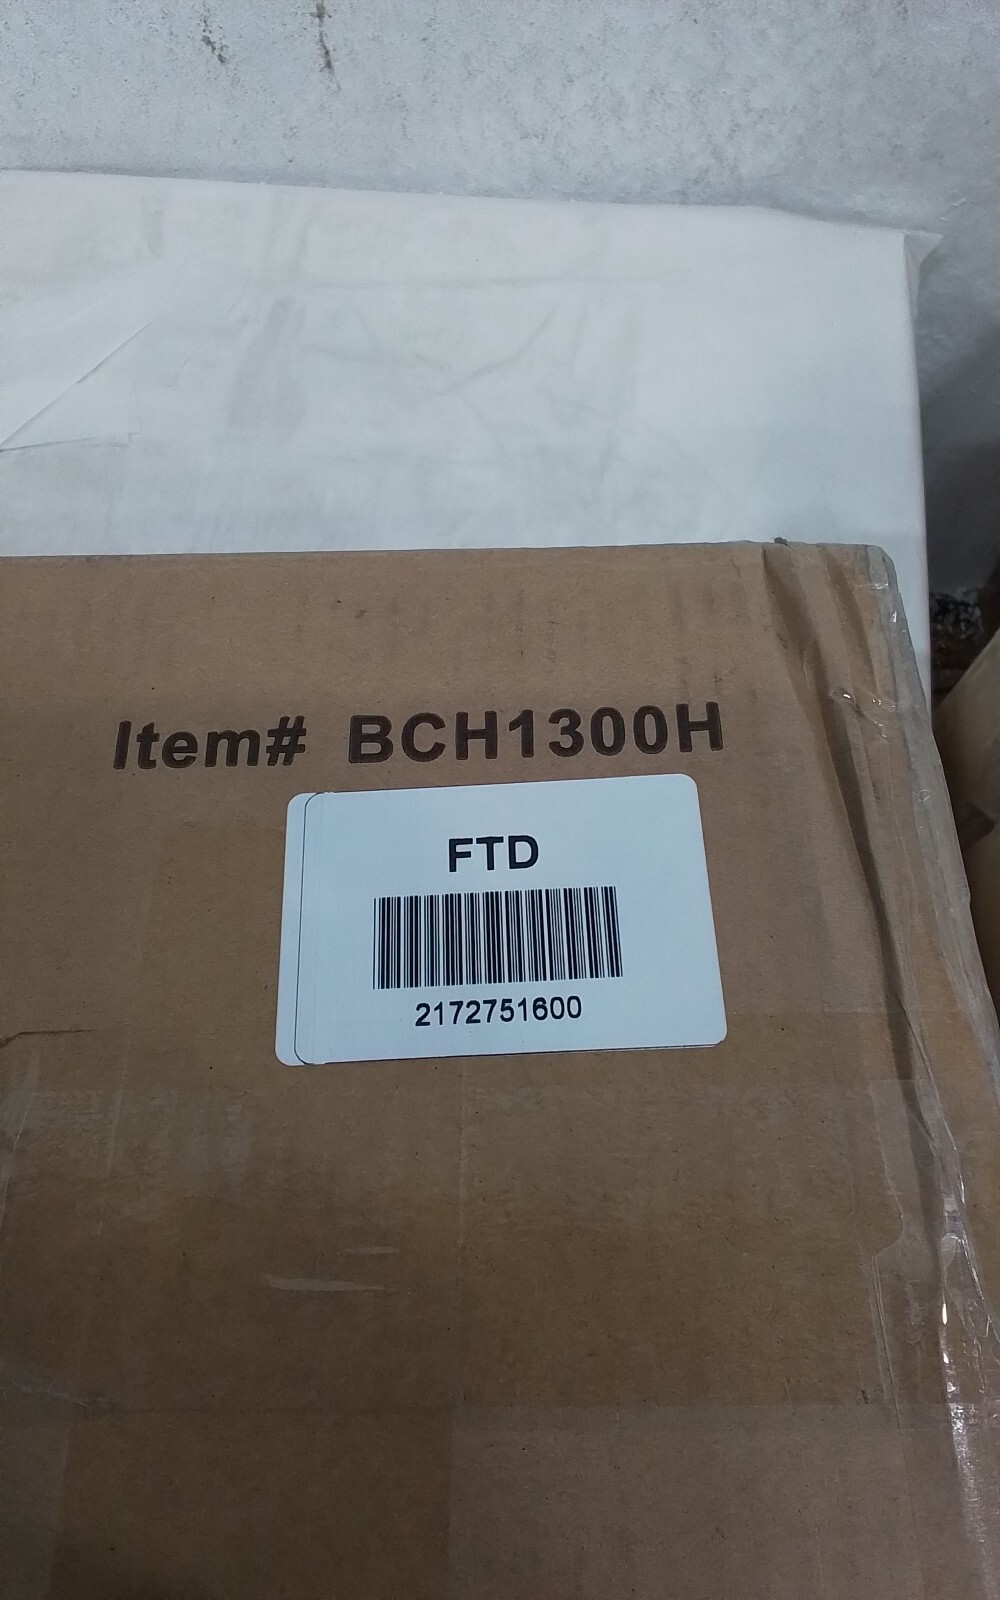 Item# BCH1300H
FTD
2172751600